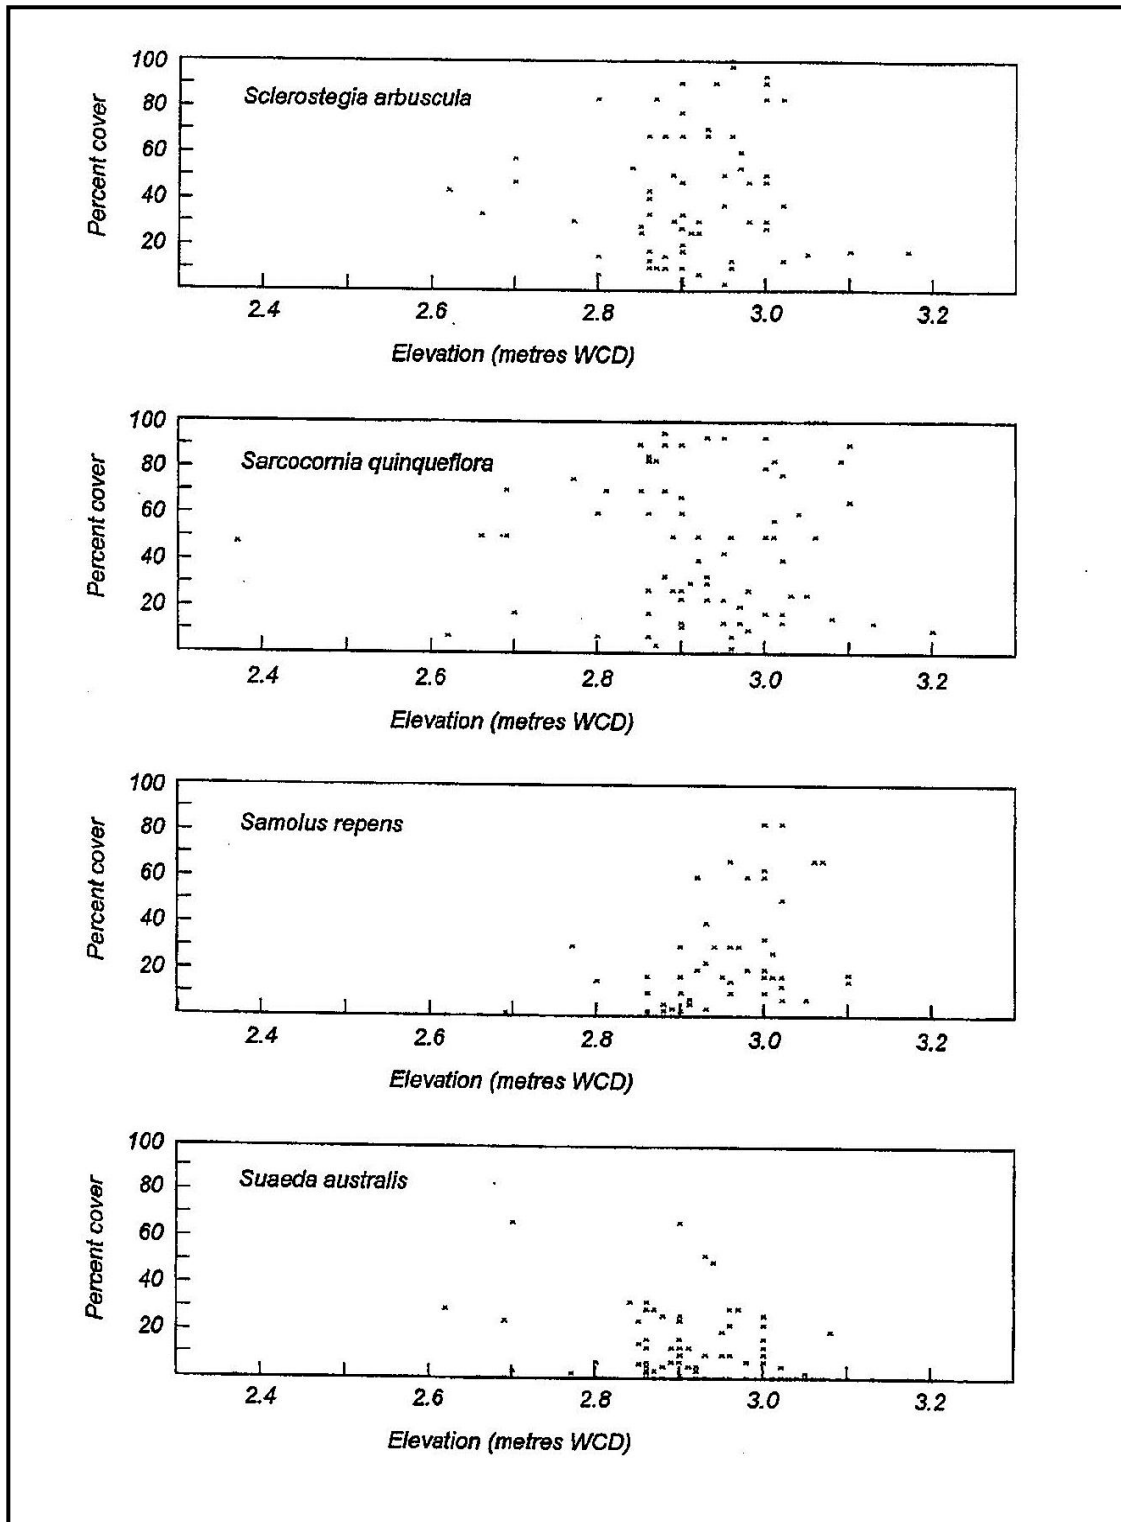 100
80
60
40
20
Percent cover
Sclerostegia arbuscula
2.4 2.6 2.8 3.0 3.2
Elevation (metres WCD)
100
80
60
40
20
Percent cover
Sarcocornia quinqueflora
2.4 2.6 2.8 3.0 3.2
Elevation (metres WCD)
100
80
60
40
20
Percent cover
Samolus repens
2.4 2.6 2.8 3.0 3.2
Elevation (metres WCD)
100
80
60
40
20
Percent cover
Suaeda australis
2.4 2.6 2.8 3.0 3.2
Elevation (metres WCD)